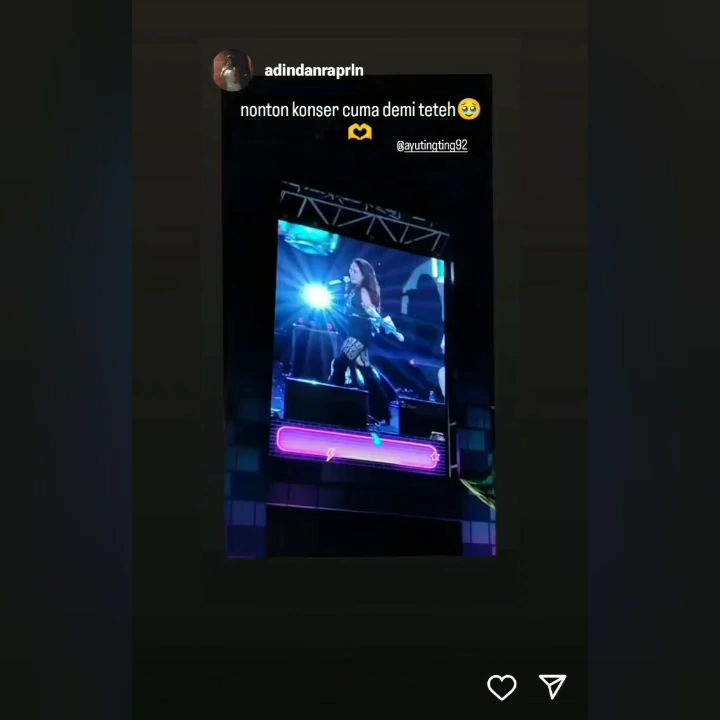 adindanraprln
nonton konser cuma demi teteh🥹
🫶
@ayutingting92